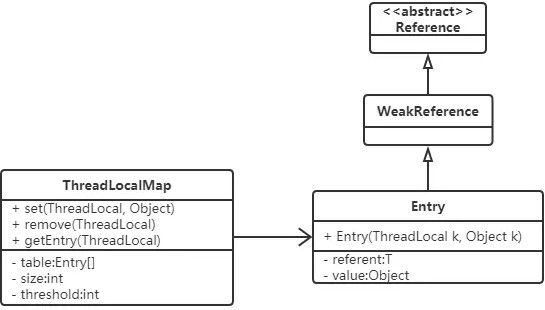 <<abstract>>
Reference
WeakReference
ThreadLocalMap
+ set(ThreadLocal, Object)
+ remove(ThreadLocal)
+ getEntry(ThreadLocal)
- table:Entry[]
- size:int
- threshold:int
Entry
+ Entry(ThreadLocal k, Object k)
- referent:T
- value:Object